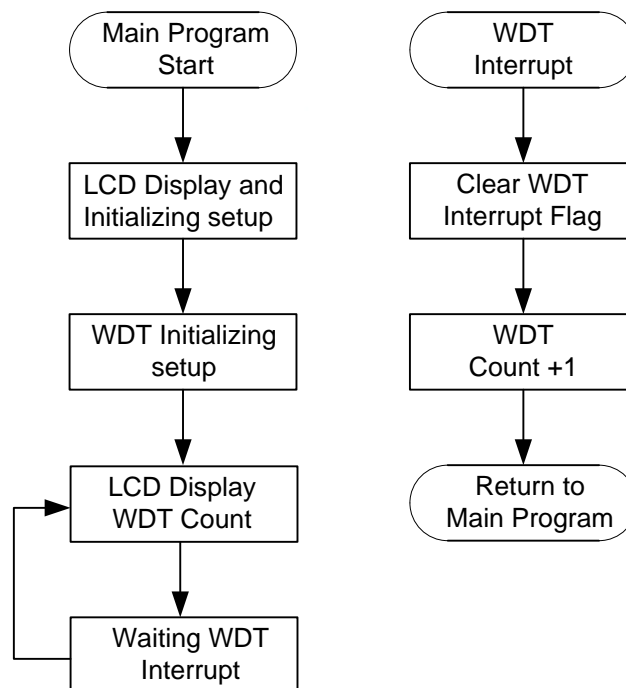 Main Program
Start
LCD Display and
Initializing setup
WDT Initializing
setup
LCD Display
WDT Count
Waiting WDT
Interrupt
WDT
Interrupt
Clear WDT
Interrupt Flag
WDT
Count +1
Return to
Main Program